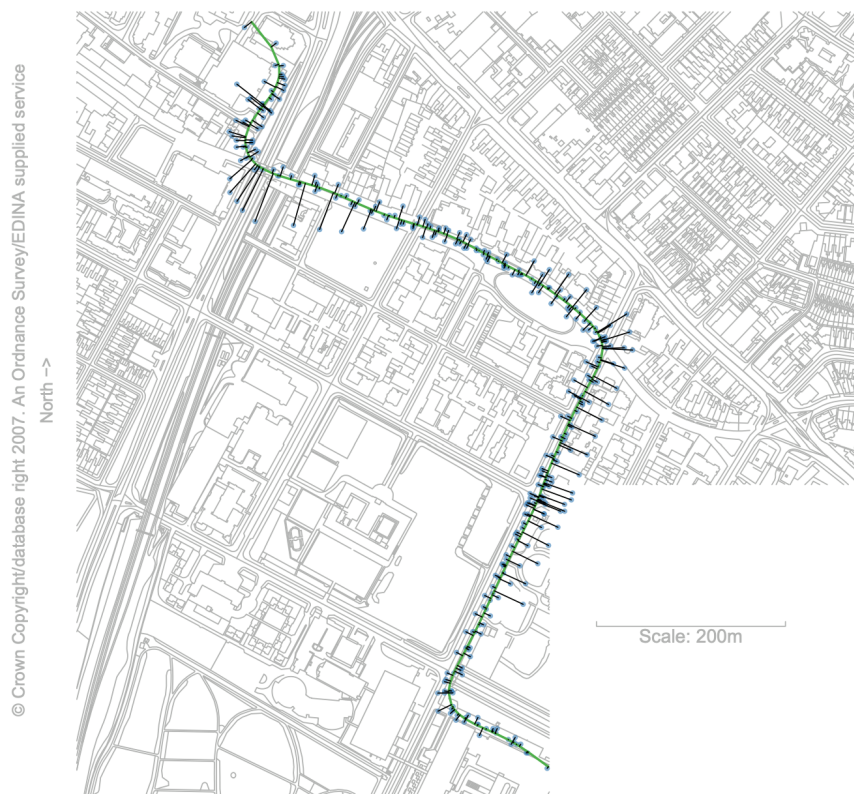 © Crown Copyright/database right 2007. An Ordnance Survey/EDINA supplied service
North −>
Scale: 200m